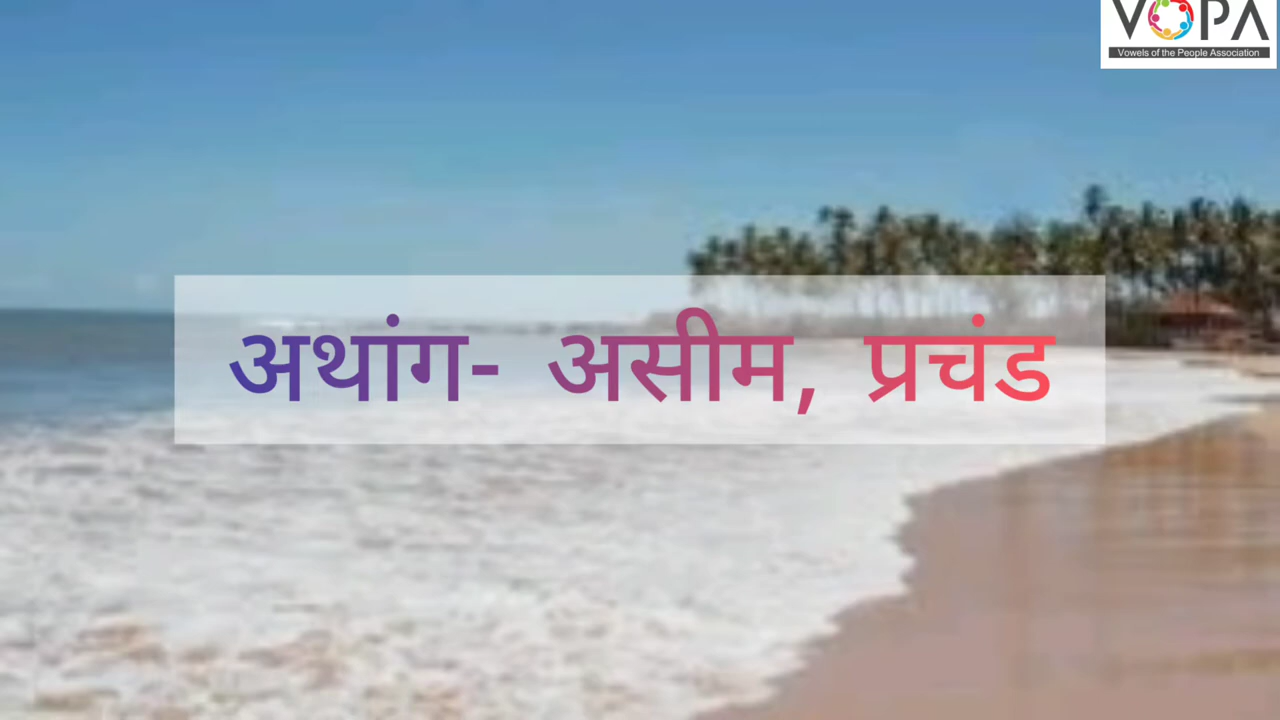 VOPA
Vowels of the People Association
अथांग- असीम, प्रचंड